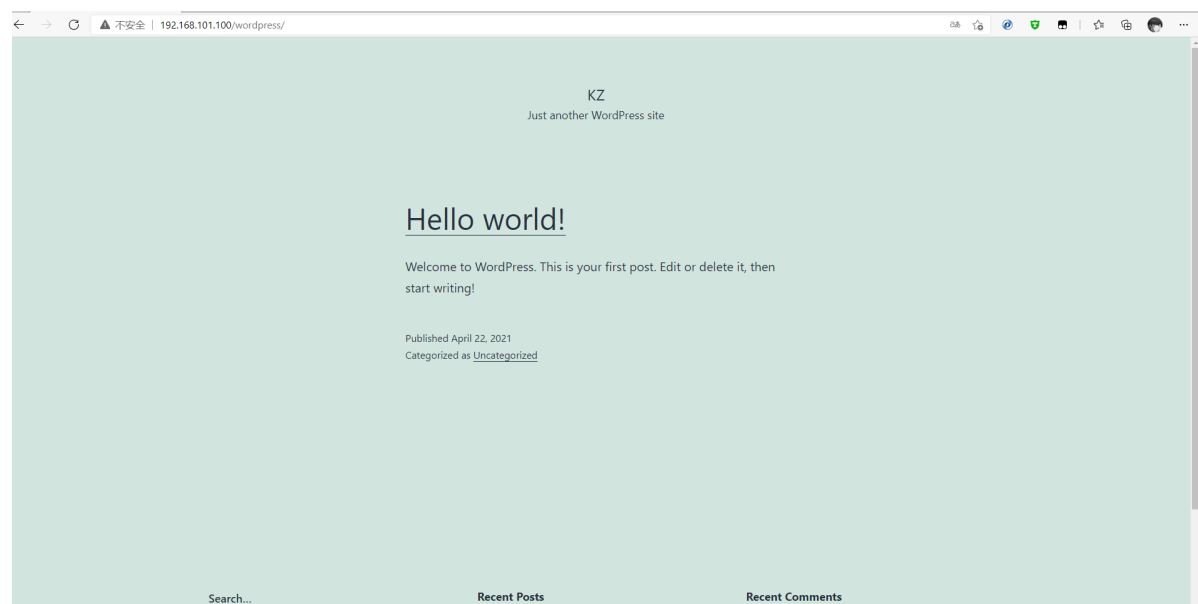 不安全 | 192.168.101.100/wordpress/
KZ
Just another WordPress site
Hello world!
Welcome to WordPress. This is your first post. Edit or delete it, then
start writing!
Published April 22, 2021
Categorized as Uncategorized
Search…
Recent Posts
Recent Comments